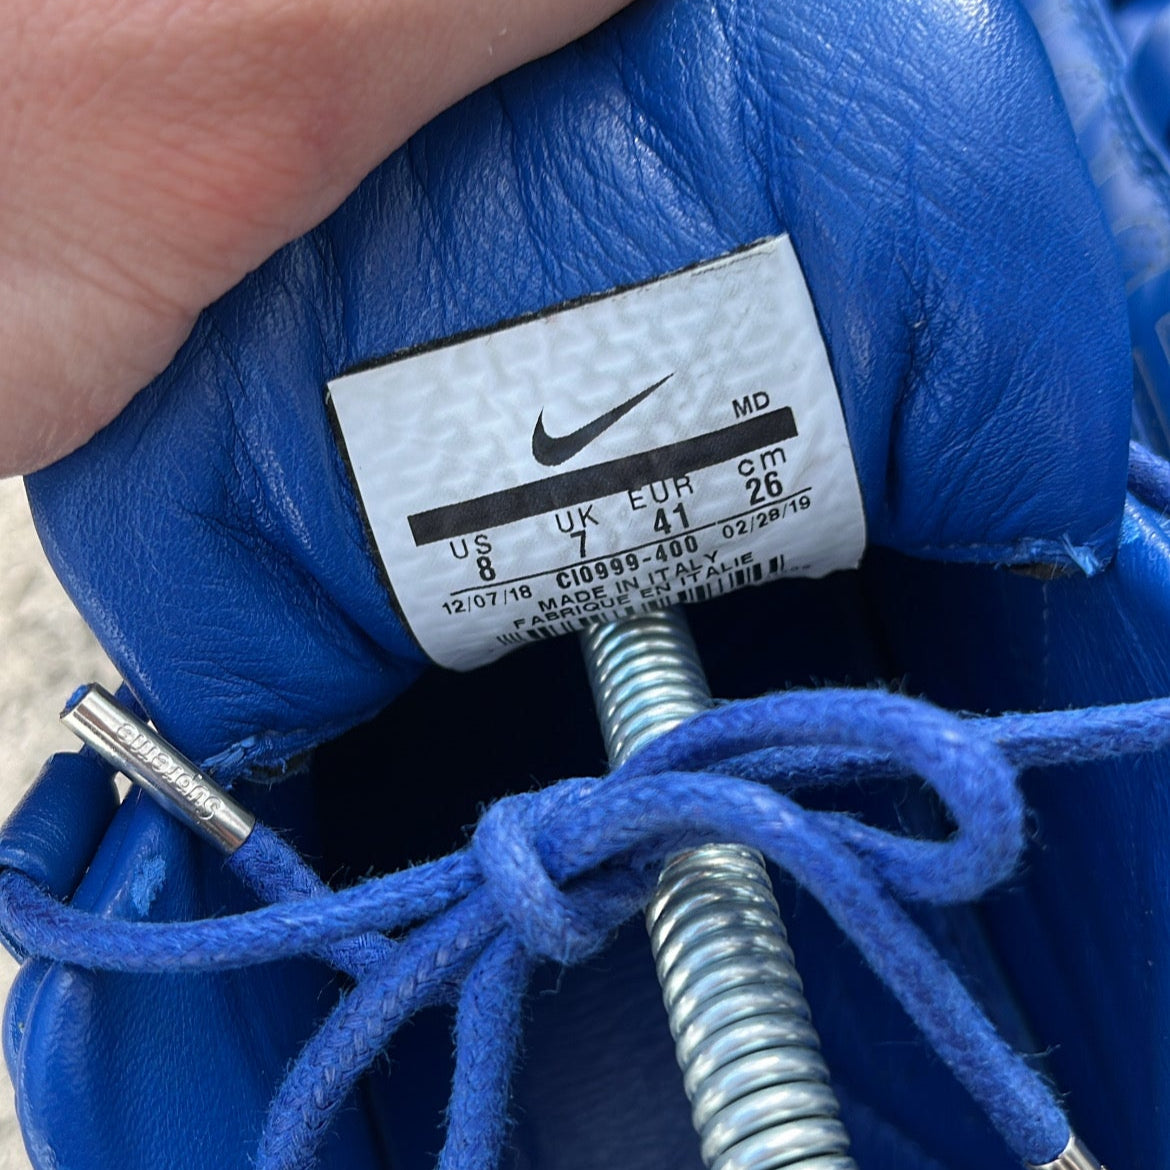 MD
US UK EUR cm
8 7 41 26
12/07/18 CI0999-400 02/28/19
MADE IN ITALY
FABRIQUE EN ITALIE
Supreme